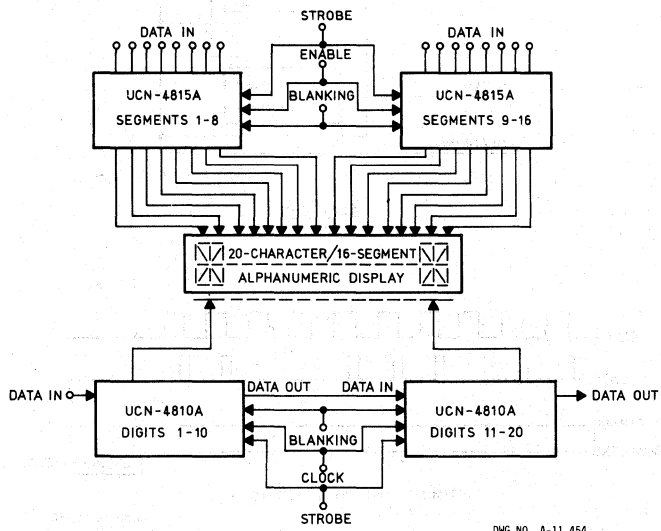 STROBE
DATA IN
DATA IN
ENABLE
UCN-4815A
SEGMENTS 1-8
BLANKING
UCN-4815A
SEGMENTS 9-16
20-CHARACTER/16-SEGMENT
ALPHANUMERIC DISPLAY
DATA IN
UCN-4810A
DIGITS 1-10
DATA OUT
DATA IN
UCN-4810A
DIGITS 11-20
DATA OUT
BLANKING
CLOCK
STROBE
DWG.NO. A-11,454